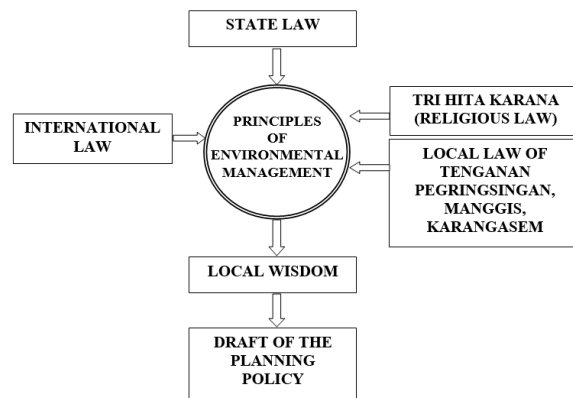 STATE LAW
INTERNATIONAL
LAW
PRINCIPLES
OF
ENVIRONMENTAL
MANAGEMENT
TRI HITA KARANA
(RELIGIOUS LAW)
LOCAL LAW OF
TENGANAN
PEGRINGSINGAN,
MANGGIS,
KARANGASEM
LOCAL WISDOM
DRAFT OF THE
PLANNING
POLICY